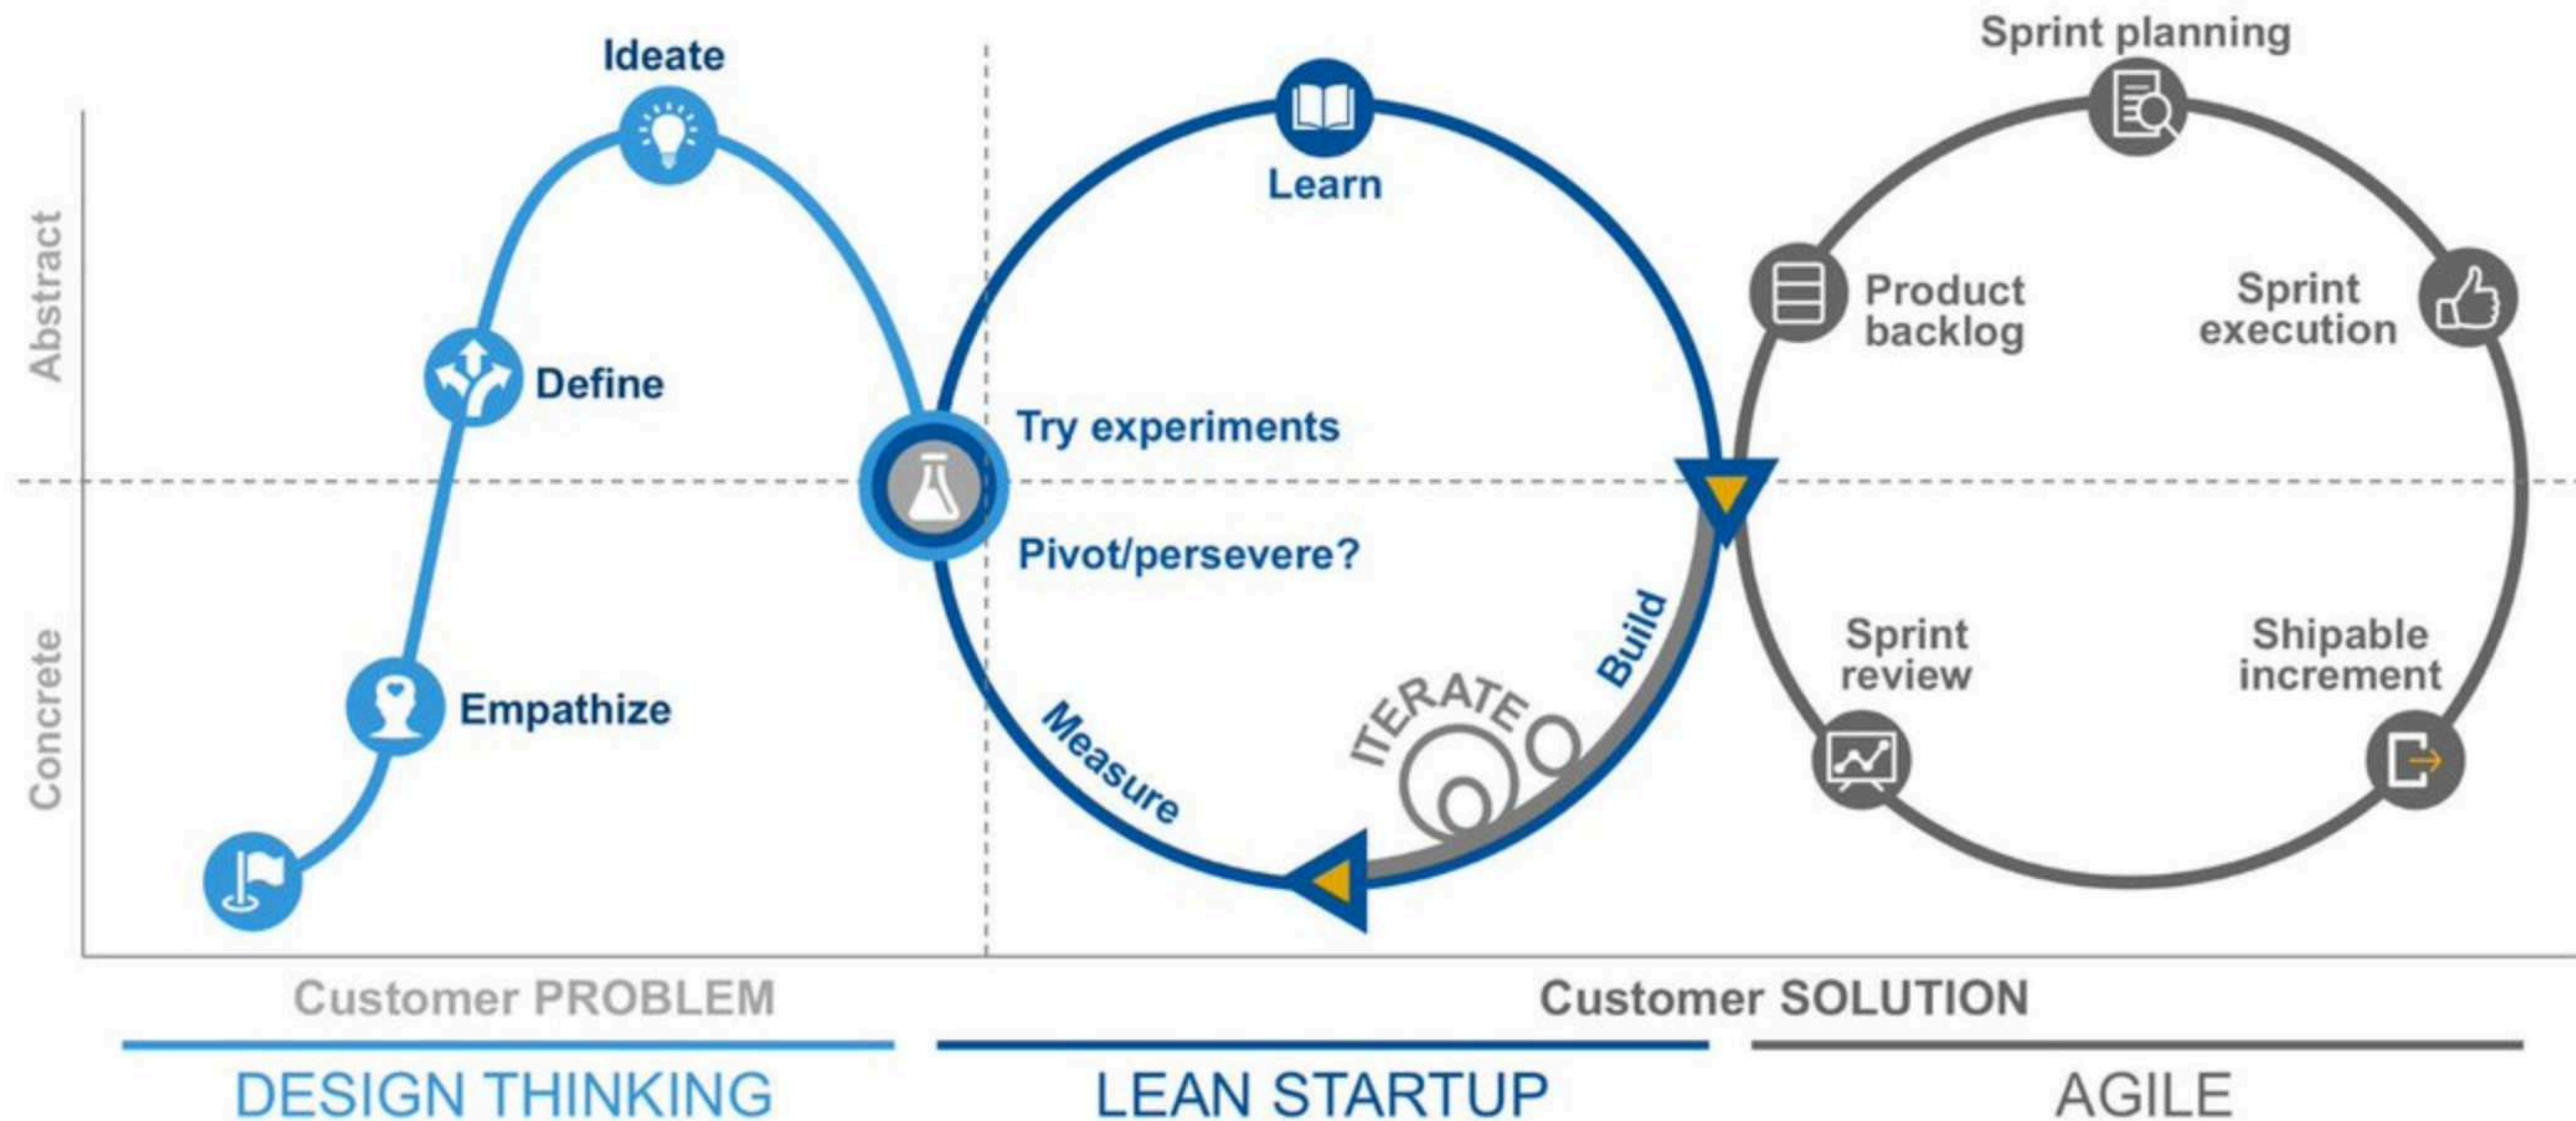 Abstract
Concrete
Ideate
Define
Empathize
Learn
Try experiments
Pivot/persevere?
Measure
ITERATE
Build
Sprint planning
Product
backlog
Sprint
execution
Sprint
review
Shipable
increment
Customer PROBLEM
Customer SOLUTION
DESIGN THINKING
LEAN STARTUP
AGILE